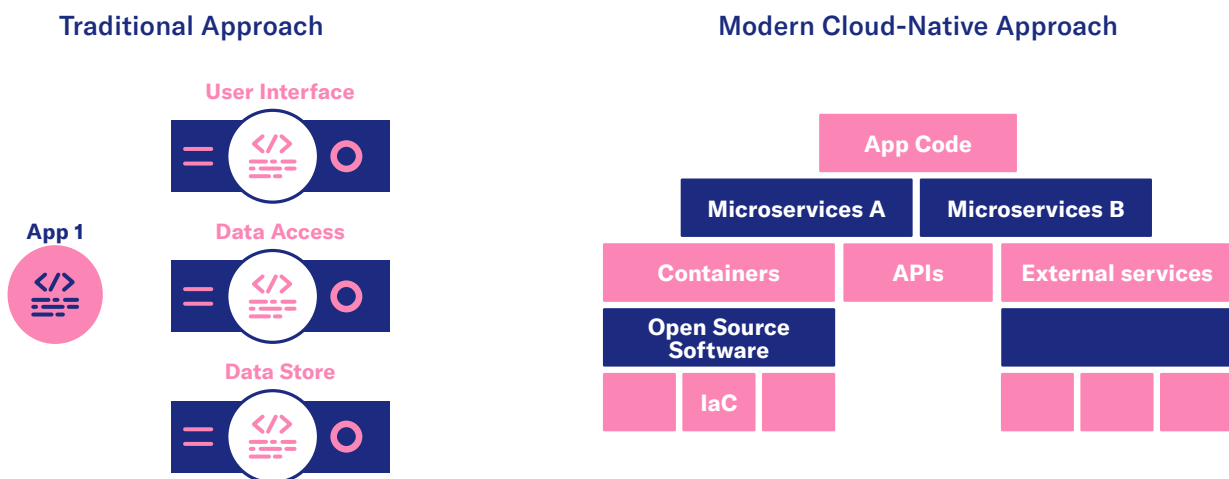 Traditional Approach
User Interface
App 1
Data Access
Data Store
Modern Cloud-Native Approach
App Code
Microservices A
Microservices B
Containers
APIs
External services
Open Source
Software
IaC